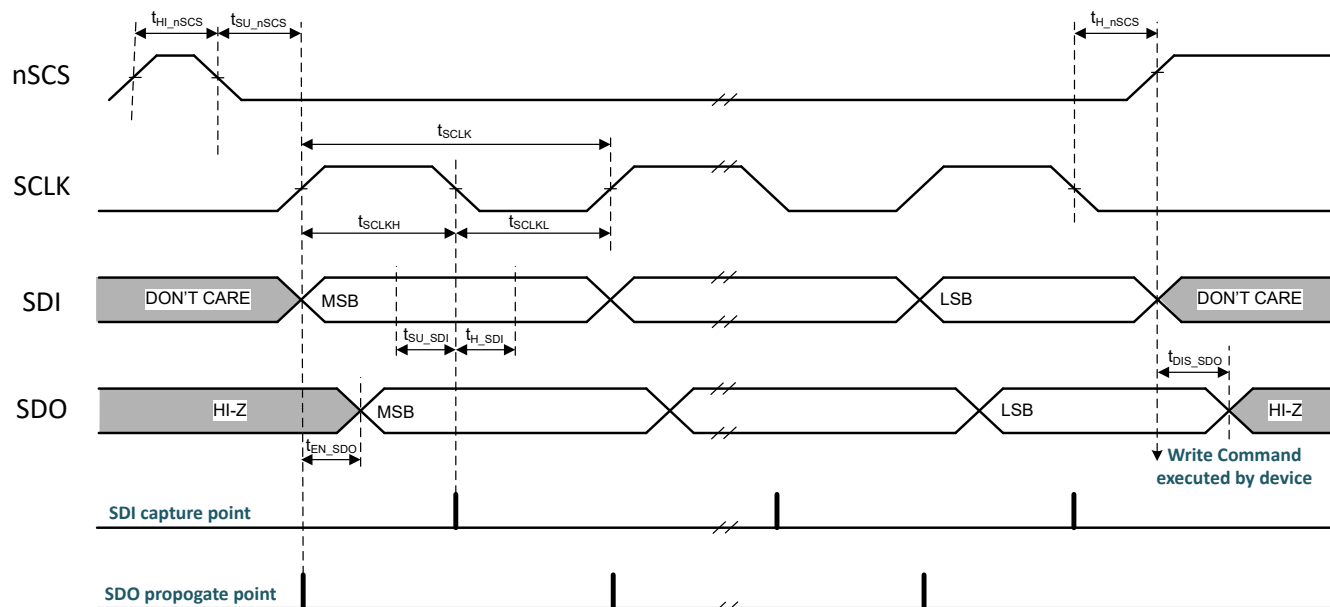 tHI_nSCS
tSU_nSCS
tH_nSCS
nSCS
tSCLK
SCLK
tSCLKH
tSCLKL
SDI
DON'T CARE
MSB
LSB
DON'T CARE
tSU_SDI
tH_SDI
tDIS_SDO
SDO
HI-Z
MSB
LSB
HI-Z
tEN_SDO
Write Command
executed by device
SDI capture point
SDO propogate point